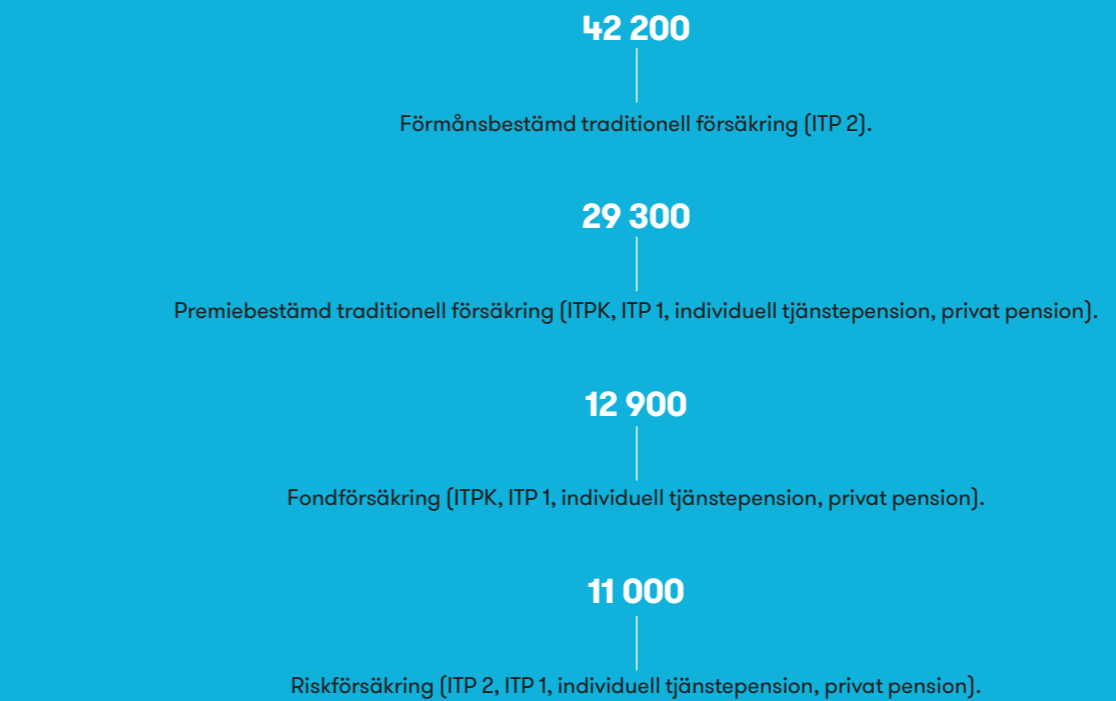 42 200
Förmånsbestämd traditionell försäkring (ITP 2).
29 300
Premiebestämd traditionell försäkring (ITPK, ITP 1, individuell tjänstepension, privat pension).
12 900
Fondförsäkring (ITPK, ITP 1, individuell tjänstepension, privat pension).
11 000
Riskförsäkring (ITP 2, ITP 1, individuell tjänstepension, privat pension).